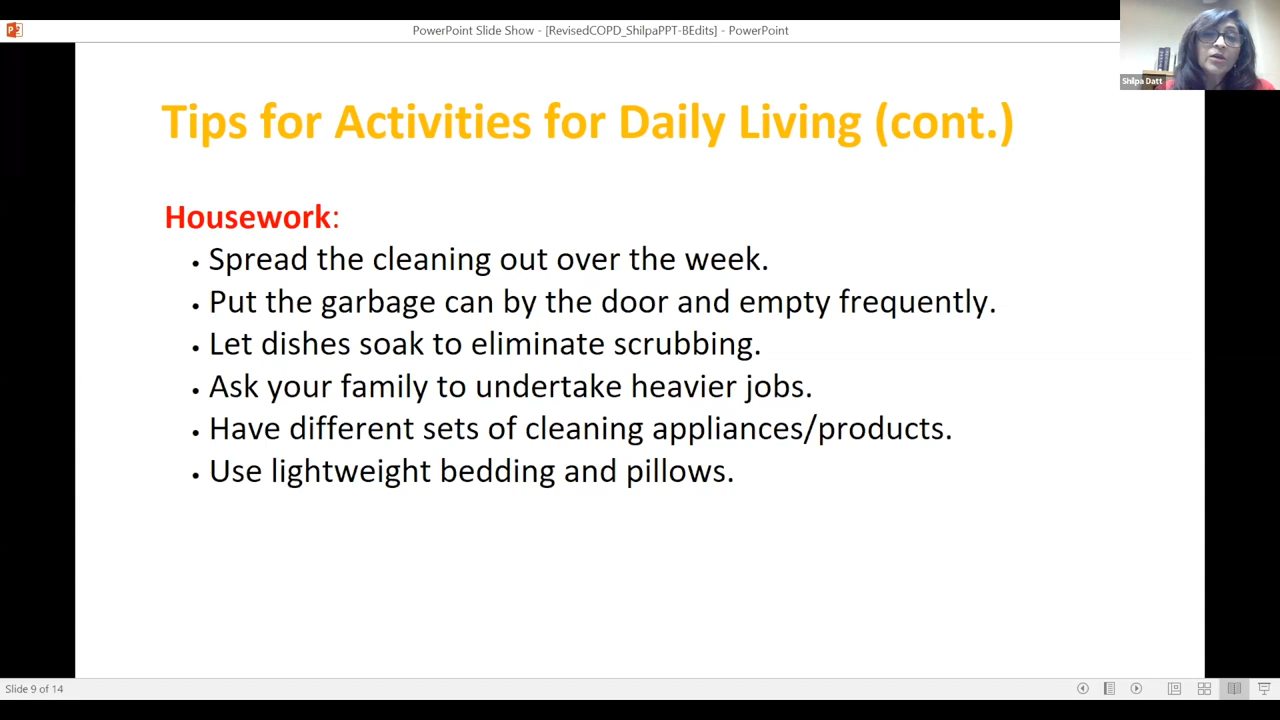 PowerPoint Slide Show - [RevisedCOPD_ShilpaPPT-BEdits] - PowerPoint
Shilpa Datt
Tips for Activities for Daily Living (cont.)
Housework:
• Spread the cleaning out over the week.
• Put the garbage can by the door and empty frequently.
• Let dishes soak to eliminate scrubbing.
• Ask your family to undertake heavier jobs.
• Have different sets of cleaning appliances/products.
• Use lightweight bedding and pillows.
Slide 9 of 14